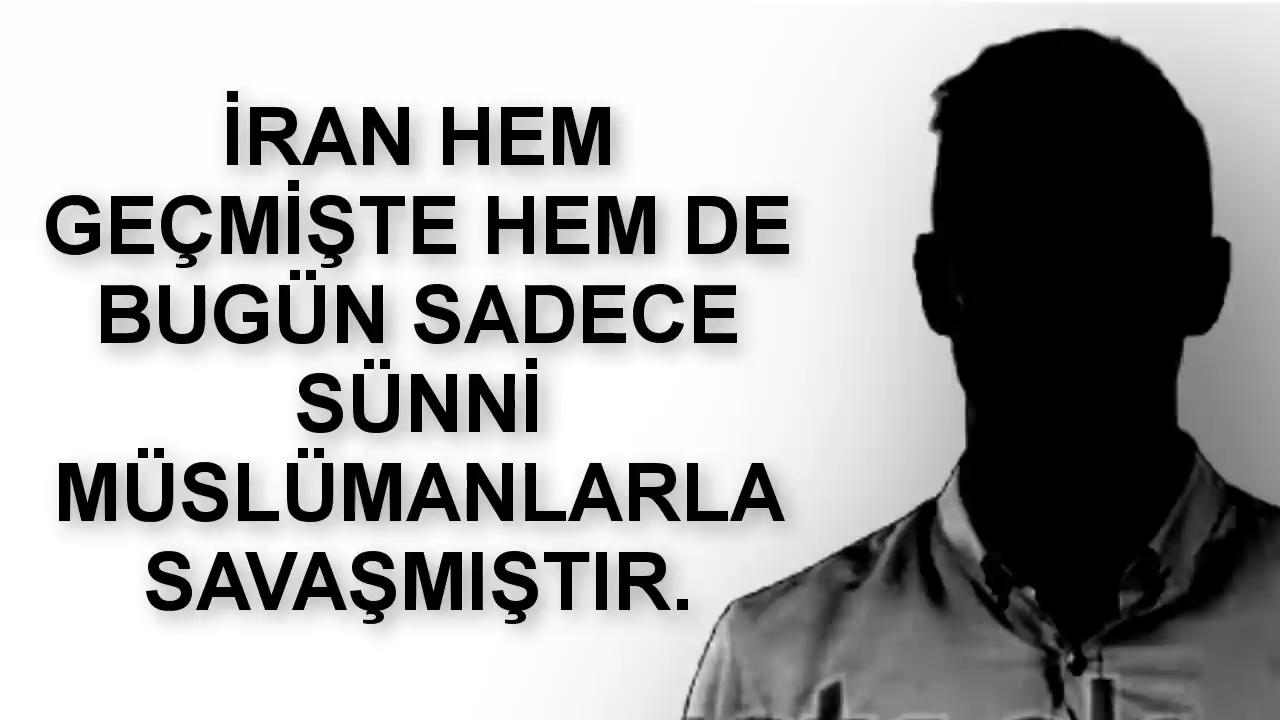 İRAN HEM
GEÇMİŞTE HEM DE
BUGÜN SADECE
SÜNNİ
MÜSLÜMANLARLA
SAVAŞMIŞTIR.